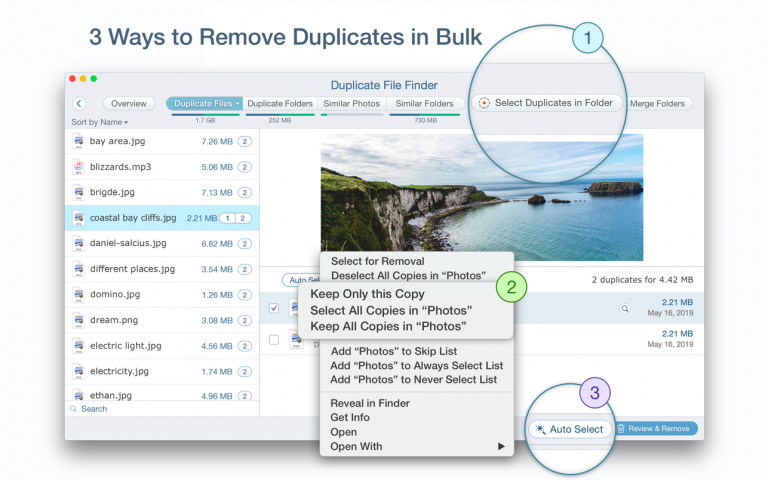 3 Ways to Remove Duplicates in Bulk
1
Duplicate File Finder
Overview
Duplicate Files
Duplicate Folders
Similar Photos
Similar Folders
Select Duplicates in Folder
Merge Folders
1.7 GB
252 MB
730 MB
Sort by Name
bay area.jpg 7.26 MB 2
blizzards.mp3 5.06 MB 2
brigde.jpg 7.13 MB 2
coastal bay cliffs.jpg 2.21 MB 1 2
daniel-salcius.jpg 6.82 MB 2
different places.jpg 3.54 MB 2
domino.jpg 1.26 MB 2
dream.png 3.08 MB 2
electric light.jpg 4.56 MB 2
electricity.jpg 1.74 MB 2
ethan.jpg 4.96 MB 2
Search
Auto Sel
2 duplicates for 4.42 MB
2.21 MB
May 16, 2019
2.21 MB
May 16, 2019
Select for Removal
Deselect All Copies in “Photos”
2
Keep Only this Copy
Select All Copies in “Photos”
Keep All Copies in “Photos”
Add “Photos” to Skip List
Add “Photos” to Always Select List
Add “Photos” to Never Select List
Reveal in Finder
Get Info
Open
Open With
3
Auto Select
Review & Remove